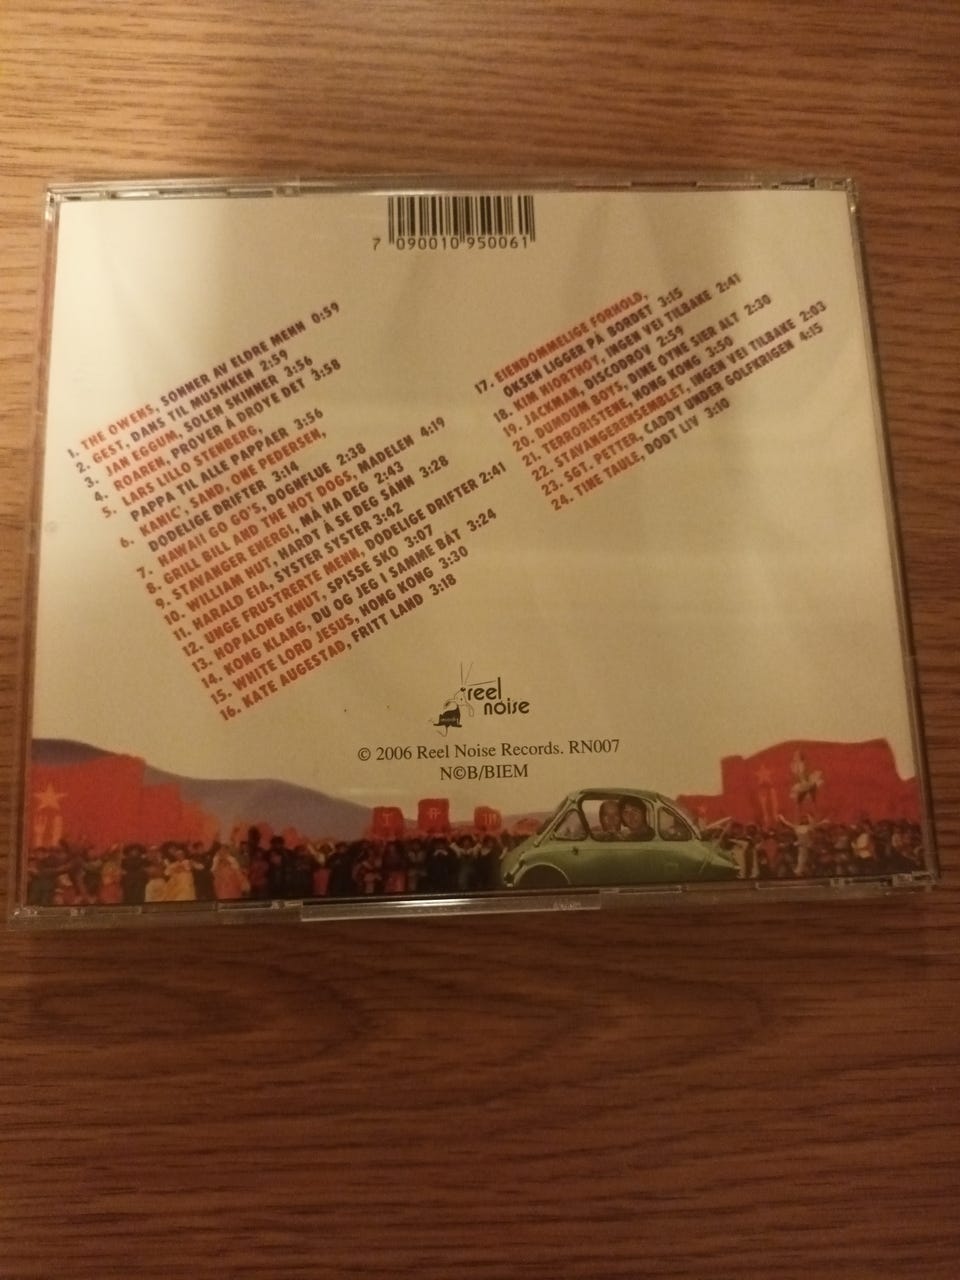 7 090010 950061
1. THE OWENS, SØNNER AV ELDRE MENN 0:59
2. GEST, DANS TIL MUSIKKEN 2:59
3. JAN EGGUM, SOLEN SKINNER 3:56
4. ROAREN, PRØVER Å DRØVE DET 3:58
5. LARS LILLO STENBERG,
PAPPA TIL ALLE PAPPAER 3:56
6. KANIC', SAND, ONE PEDERSEN,
DØDELIGE DRIFTER 3:14
7. HAWAII GO GO'S, DØGNFLUE 2:38
8. GRILL BILL AND THE HOT DOGS, MADELEN 4:19
9. STAVANGER ENERGI, MÅ HA DEG 2:43
10. WILLIAM HUT, HARDT Å SE DEG SÅNN 3:28
11. HARALD EIA, SYSTER SYSTER 3:42
12. UNGE FRUSTRERTE MENN, DØDELIGE DRIFTER 2:41
13. HOPALONG KNUT, SPISSE SKO 3:07
14. KONG KLANG, DU OG JEG I SAMME BÅT 3:24
15. WHITE LORD JESUS, HONG KONG 3:30
16. KATE AUGESTAD, FRITT LAND 3:18
17. EIENDOMMELIGE FORHOLD,
OKSEN LIGGER PÅ BORDET 3:15
18. KIM HIORTHØY, INGEN VEI TILBAKE 2:41
19. JACKMAN, DISCODRØV 2:59
20. DUMDUM BOYS, DINE ØYNE SIER ALT 2:30
21. TERRORISTENE, HONG KONG 3:50
22. STAVANGERENSEMBLET, INGEN VEI TILBAKE 2:03
23. SGT. PETTER, CADDY UNDER GOLFKRIGEN 4:15
24. TINE TAULE, DØDT LIV 3:10
reel
noise
© 2006 Reel Noise Records. RN007
N©B/BIEM